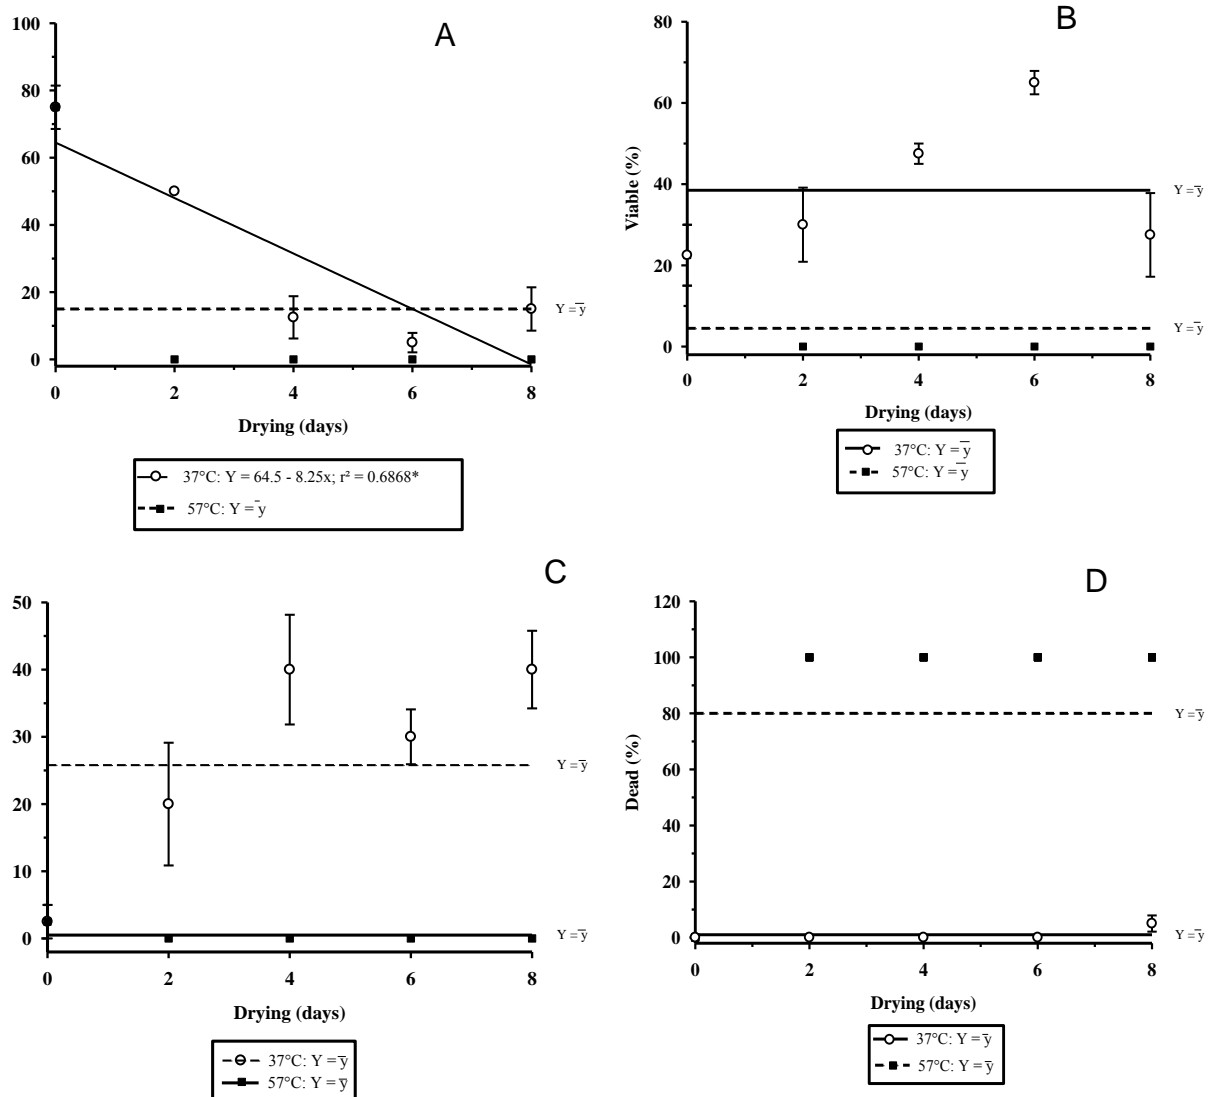 A
100
80
60
40
20
0
Y = y̅
0 2 4 6 8
Drying (days)
37°C: Y = 64.5 - 8.25x; r² = 0.6868*
57°C: Y = y̅
B
Viable (%)
80
60
40
20
0
Y = y̅
Y = y̅
0 2 4 6 8
Drying (days)
37°C: Y = y̅
57°C: Y = y̅
C
50
40
30
20
10
0
Y = y̅
Y = y̅
0 2 4 6 8
Drying (days)
37°C: Y = y̅
57°C: Y = y̅
D
Dead (%)
120
100
80
60
40
20
0
Y = y̅
Y = y̅
0 2 4 6 8
Drying (days)
37°C: Y = y̅
57°C: Y = y̅